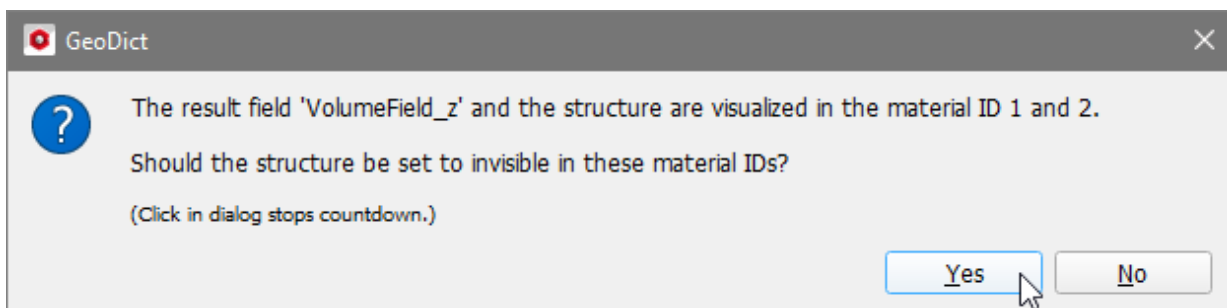 GeoDict
The result field 'VolumeField_z' and the structure are visualized in the material ID 1 and 2.
Should the structure be set to invisible in these material IDs?
(Click in dialog stops countdown.)
Yes
No